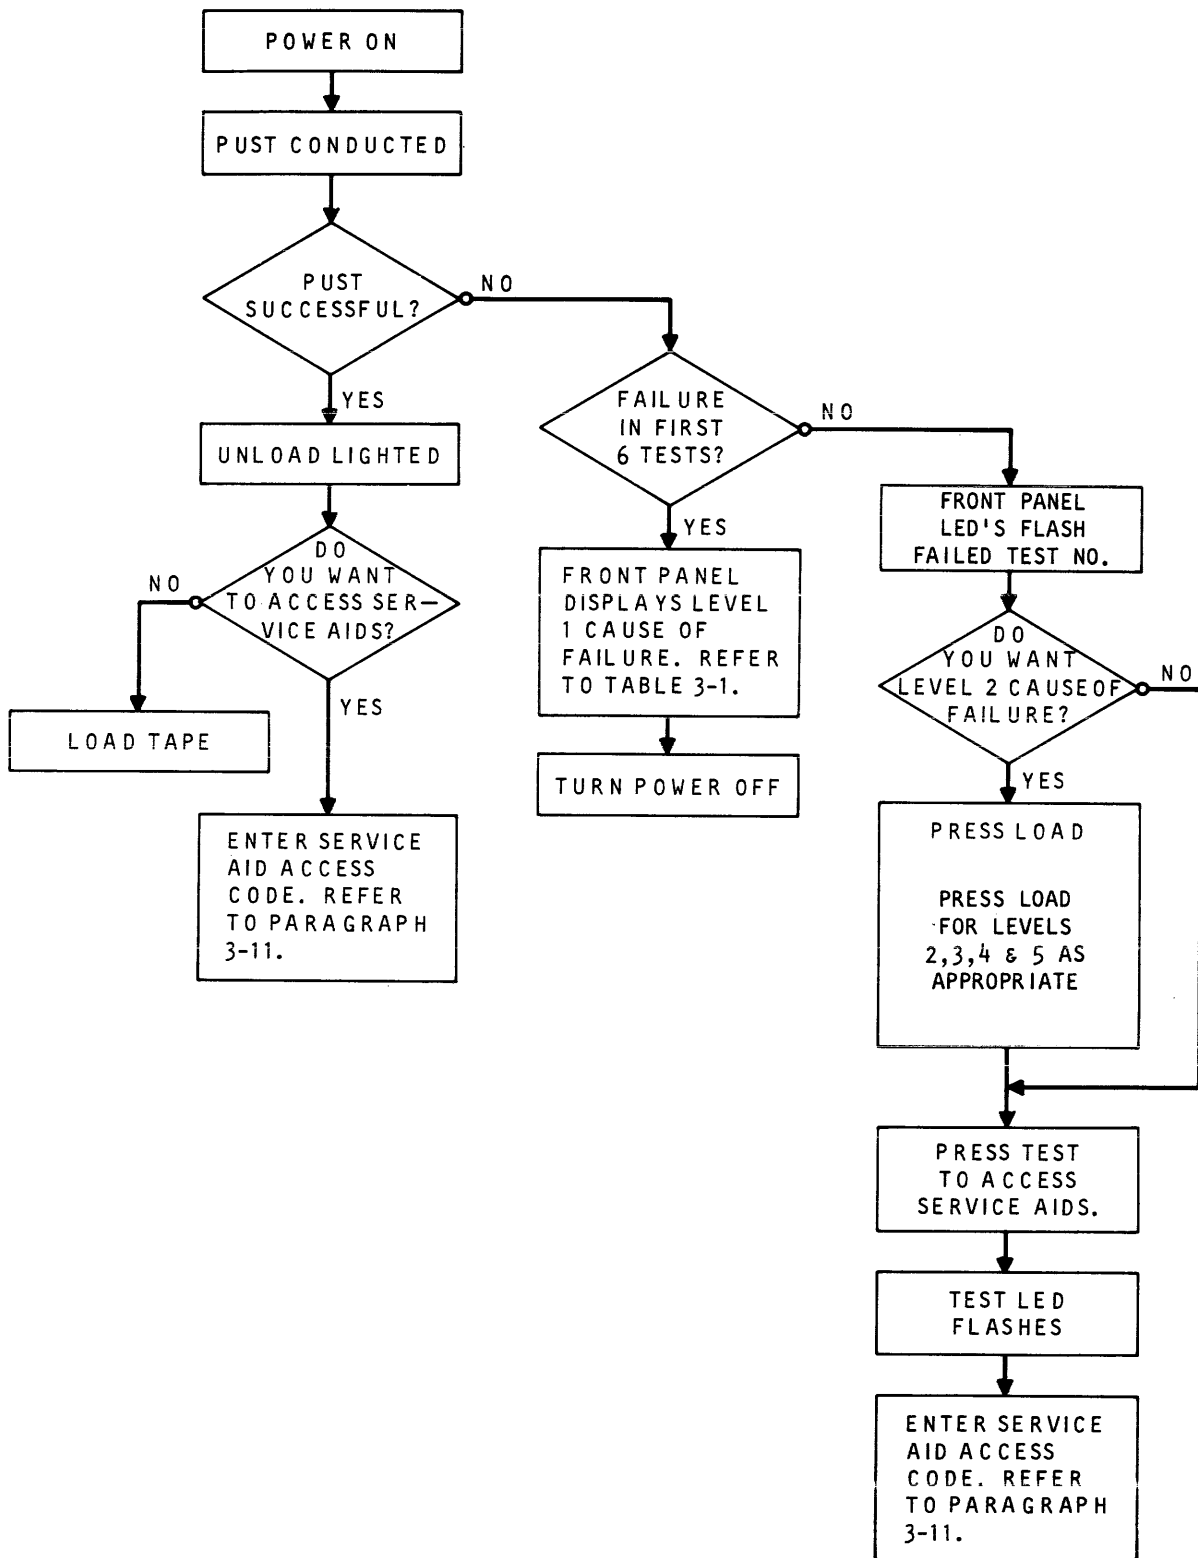 POWER ON
PUST CONDUCTED
PUST
SUCCESSFUL?
NO
YES
UNLOAD LIGHTED
DO
YOU WANT
TO ACCESS SER—
VICE AIDS?
NO
LOAD TAPE
YES
ENTER SERVICE
AID ACCESS
CODE. REFER
TO PARAGRAPH
3-11.
FAILURE
IN FIRST
6 TESTS?
NO
YES
FRONT PANEL
DISPLAYS LEVEL
1 CAUSE OF
FAILURE. REFER
TO TABLE 3-1.
TURN POWER OFF
FRONT PANEL
LED'S FLASH
FAILED TEST NO.
DO
YOU WANT
LEVEL 2 CAUSE OF
FAILURE?
NO
YES
PRESS LOAD
PRESS LOAD
FOR LEVELS
2,3,4 & 5 AS
APPROPRIATE
PRESS TEST
TO ACCESS
SERVICE AIDS.
TEST LED
FLASHES
ENTER SERVICE
AID ACCESS
CODE. REFER
TO PARAGRAPH
3-11.